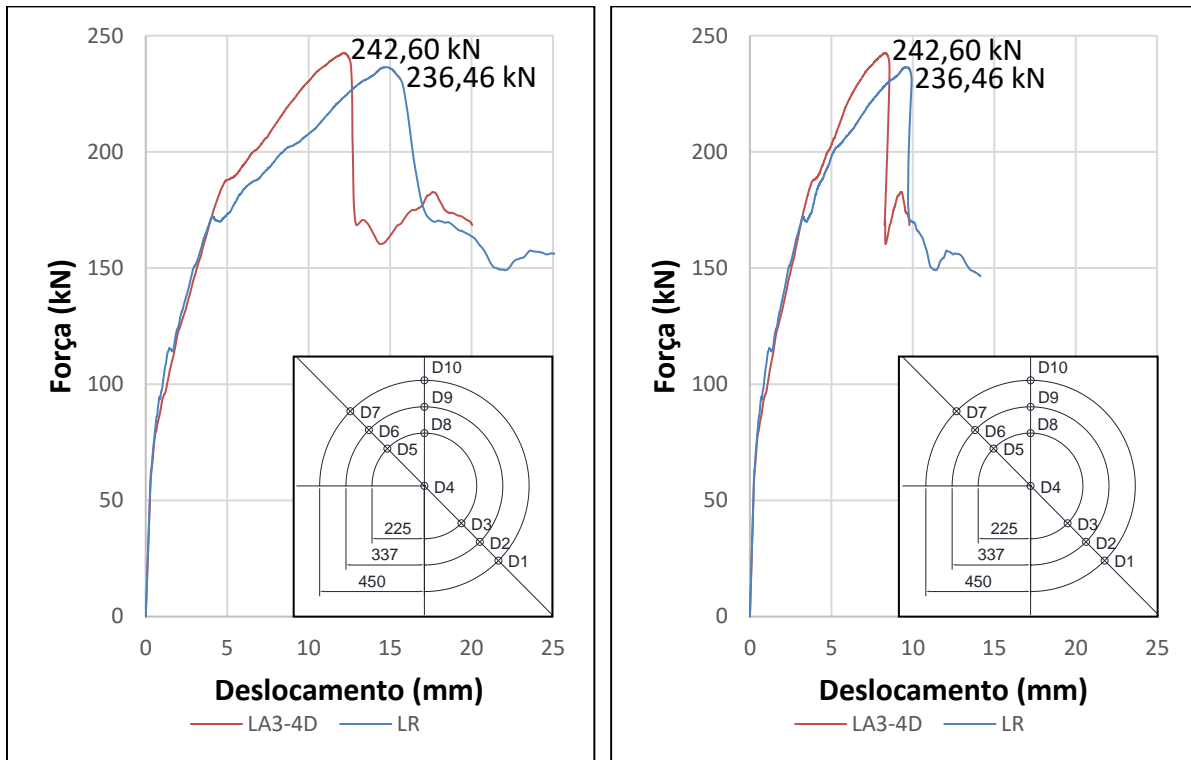 250
242,60 kN
236,46 kN
200
150
100
50
0
Força (kN)
D10
D9
D8
D7
D6
D5
D4
D3
D2
D1
225
337
450
0 5 10 15 20 25
Deslocamento (mm)
LA3-4D LR
250
242,60 kN
236,46 kN
200
150
100
50
0
Força (kN)
D10
D9
D8
D7
D6
D5
D4
D3
D2
D1
225
337
450
0 5 10 15 20 25
Deslocamento (mm)
LA3-4D LR